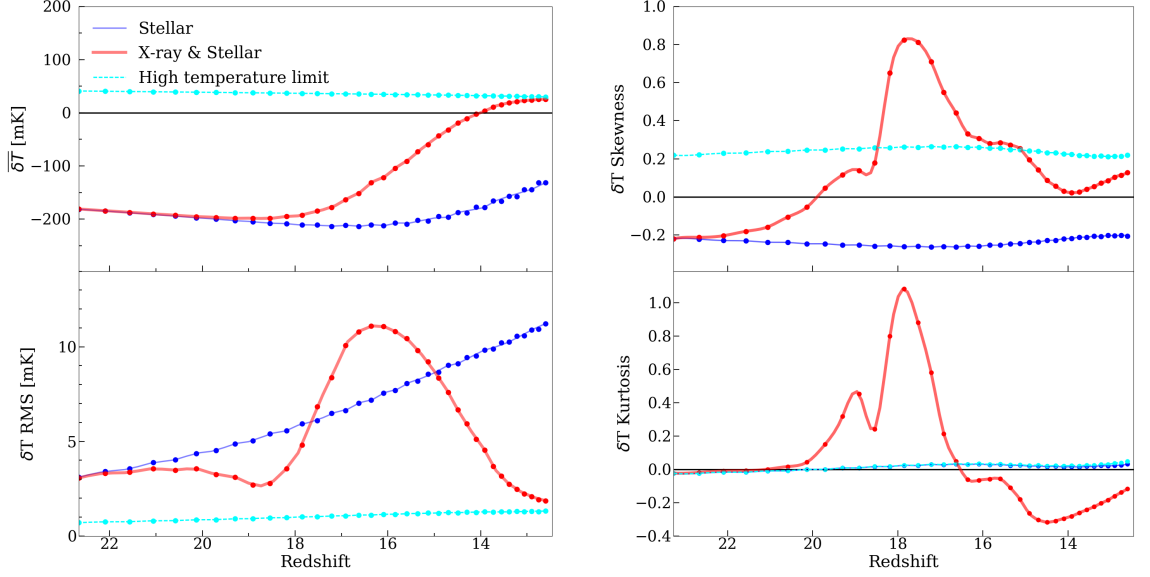 200
100
0
−100
−200
δT [mK]
Stellar
X-ray & Stellar
High temperature limit
10
5
0
δT RMS [mK]
22 20 18 16 14
Redshift
1.0
0.8
0.6
0.4
0.2
0.0
−0.2
δT Skewness
1.0
0.8
0.6
0.4
0.2
0.0
−0.2
−0.4
δT Kurtosis
22 20 18 16 14
Redshift